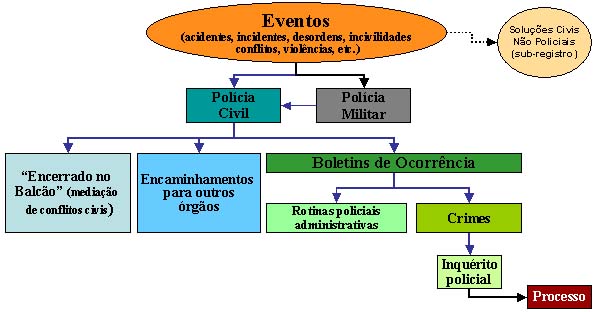 Eventos
(acidentes, incidentes, desordens, incivilidades
conflitos, violências, etc.)
Soluções Civis
Não Policiais
(sub-registro)
Polícia
Civil
Polícia
Militar
“Encerrado no
Balcão” (mediação
de conflitos civis)
Encaminhamentos
para outros
órgãos
Boletins de Ocorrência
Rotinas policiais
administrativas
Crimes
Inquérito
policial
Processo